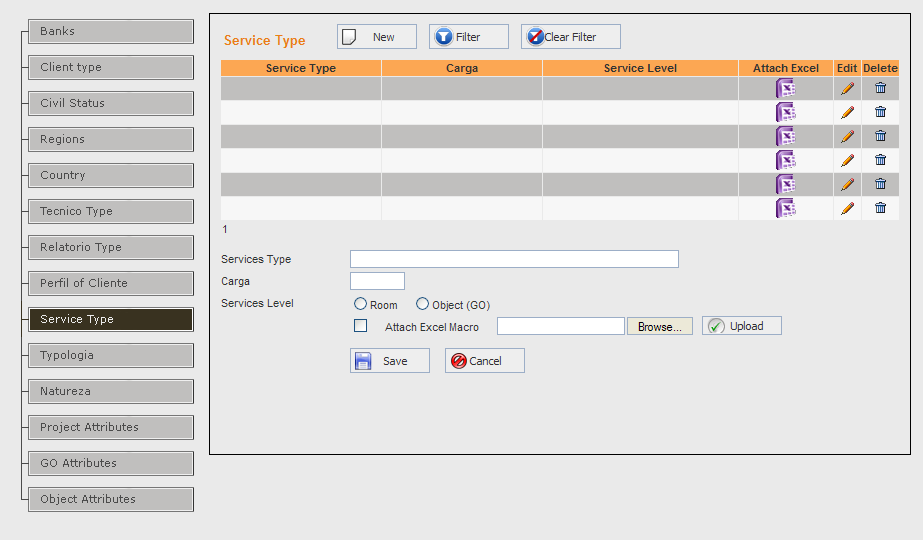 Banks
Client type
Civil Status
Regions
Country
Tecnico Type
Relatorio Type
Perfil of Cliente
Service Type
Typologia
Natureza
Project Attributes
GO Attributes
Object Attributes
Service Type New Filter Clear Filter
Service Type Carga Service Level Attach Excel Edit Delete
1
Services Type
Carga
Services Level Room Object (GO)
Attach Excel Macro Browse... Upload
Save Cancel